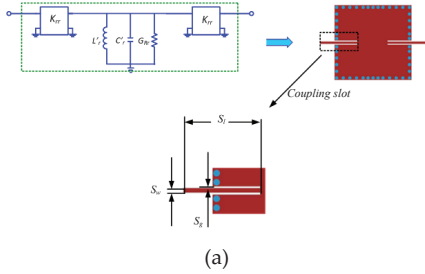 K_rr
K_rr
L'_r
C'_r
G_Rr
Coupling slot
S_l
S_w
S_g
(a)